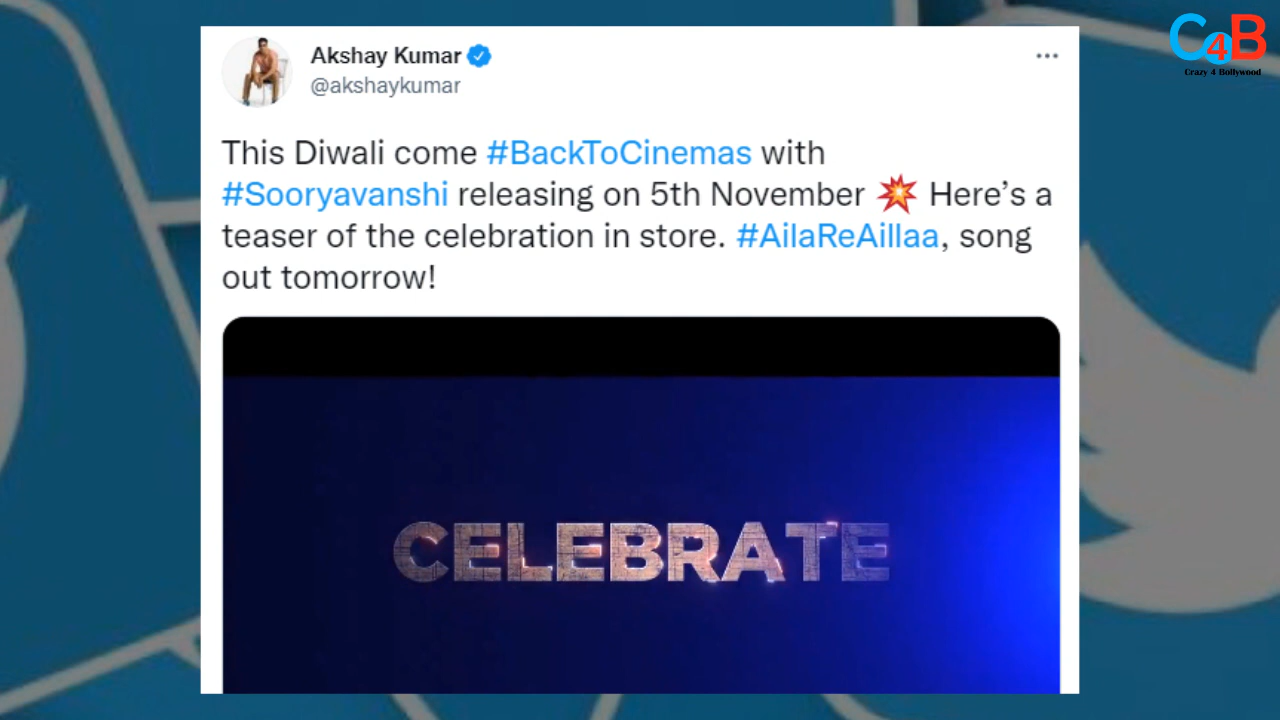 Akshay Kumar
@akshaykumar
This Diwali come #BackToCinemas with
#Sooryavanshi releasing on 5th November 💥 Here’s a
teaser of the celebration in store. #AilaReAillaa, song
out tomorrow!
CELEBRATE
C4B
Crazy 4 Bollywood